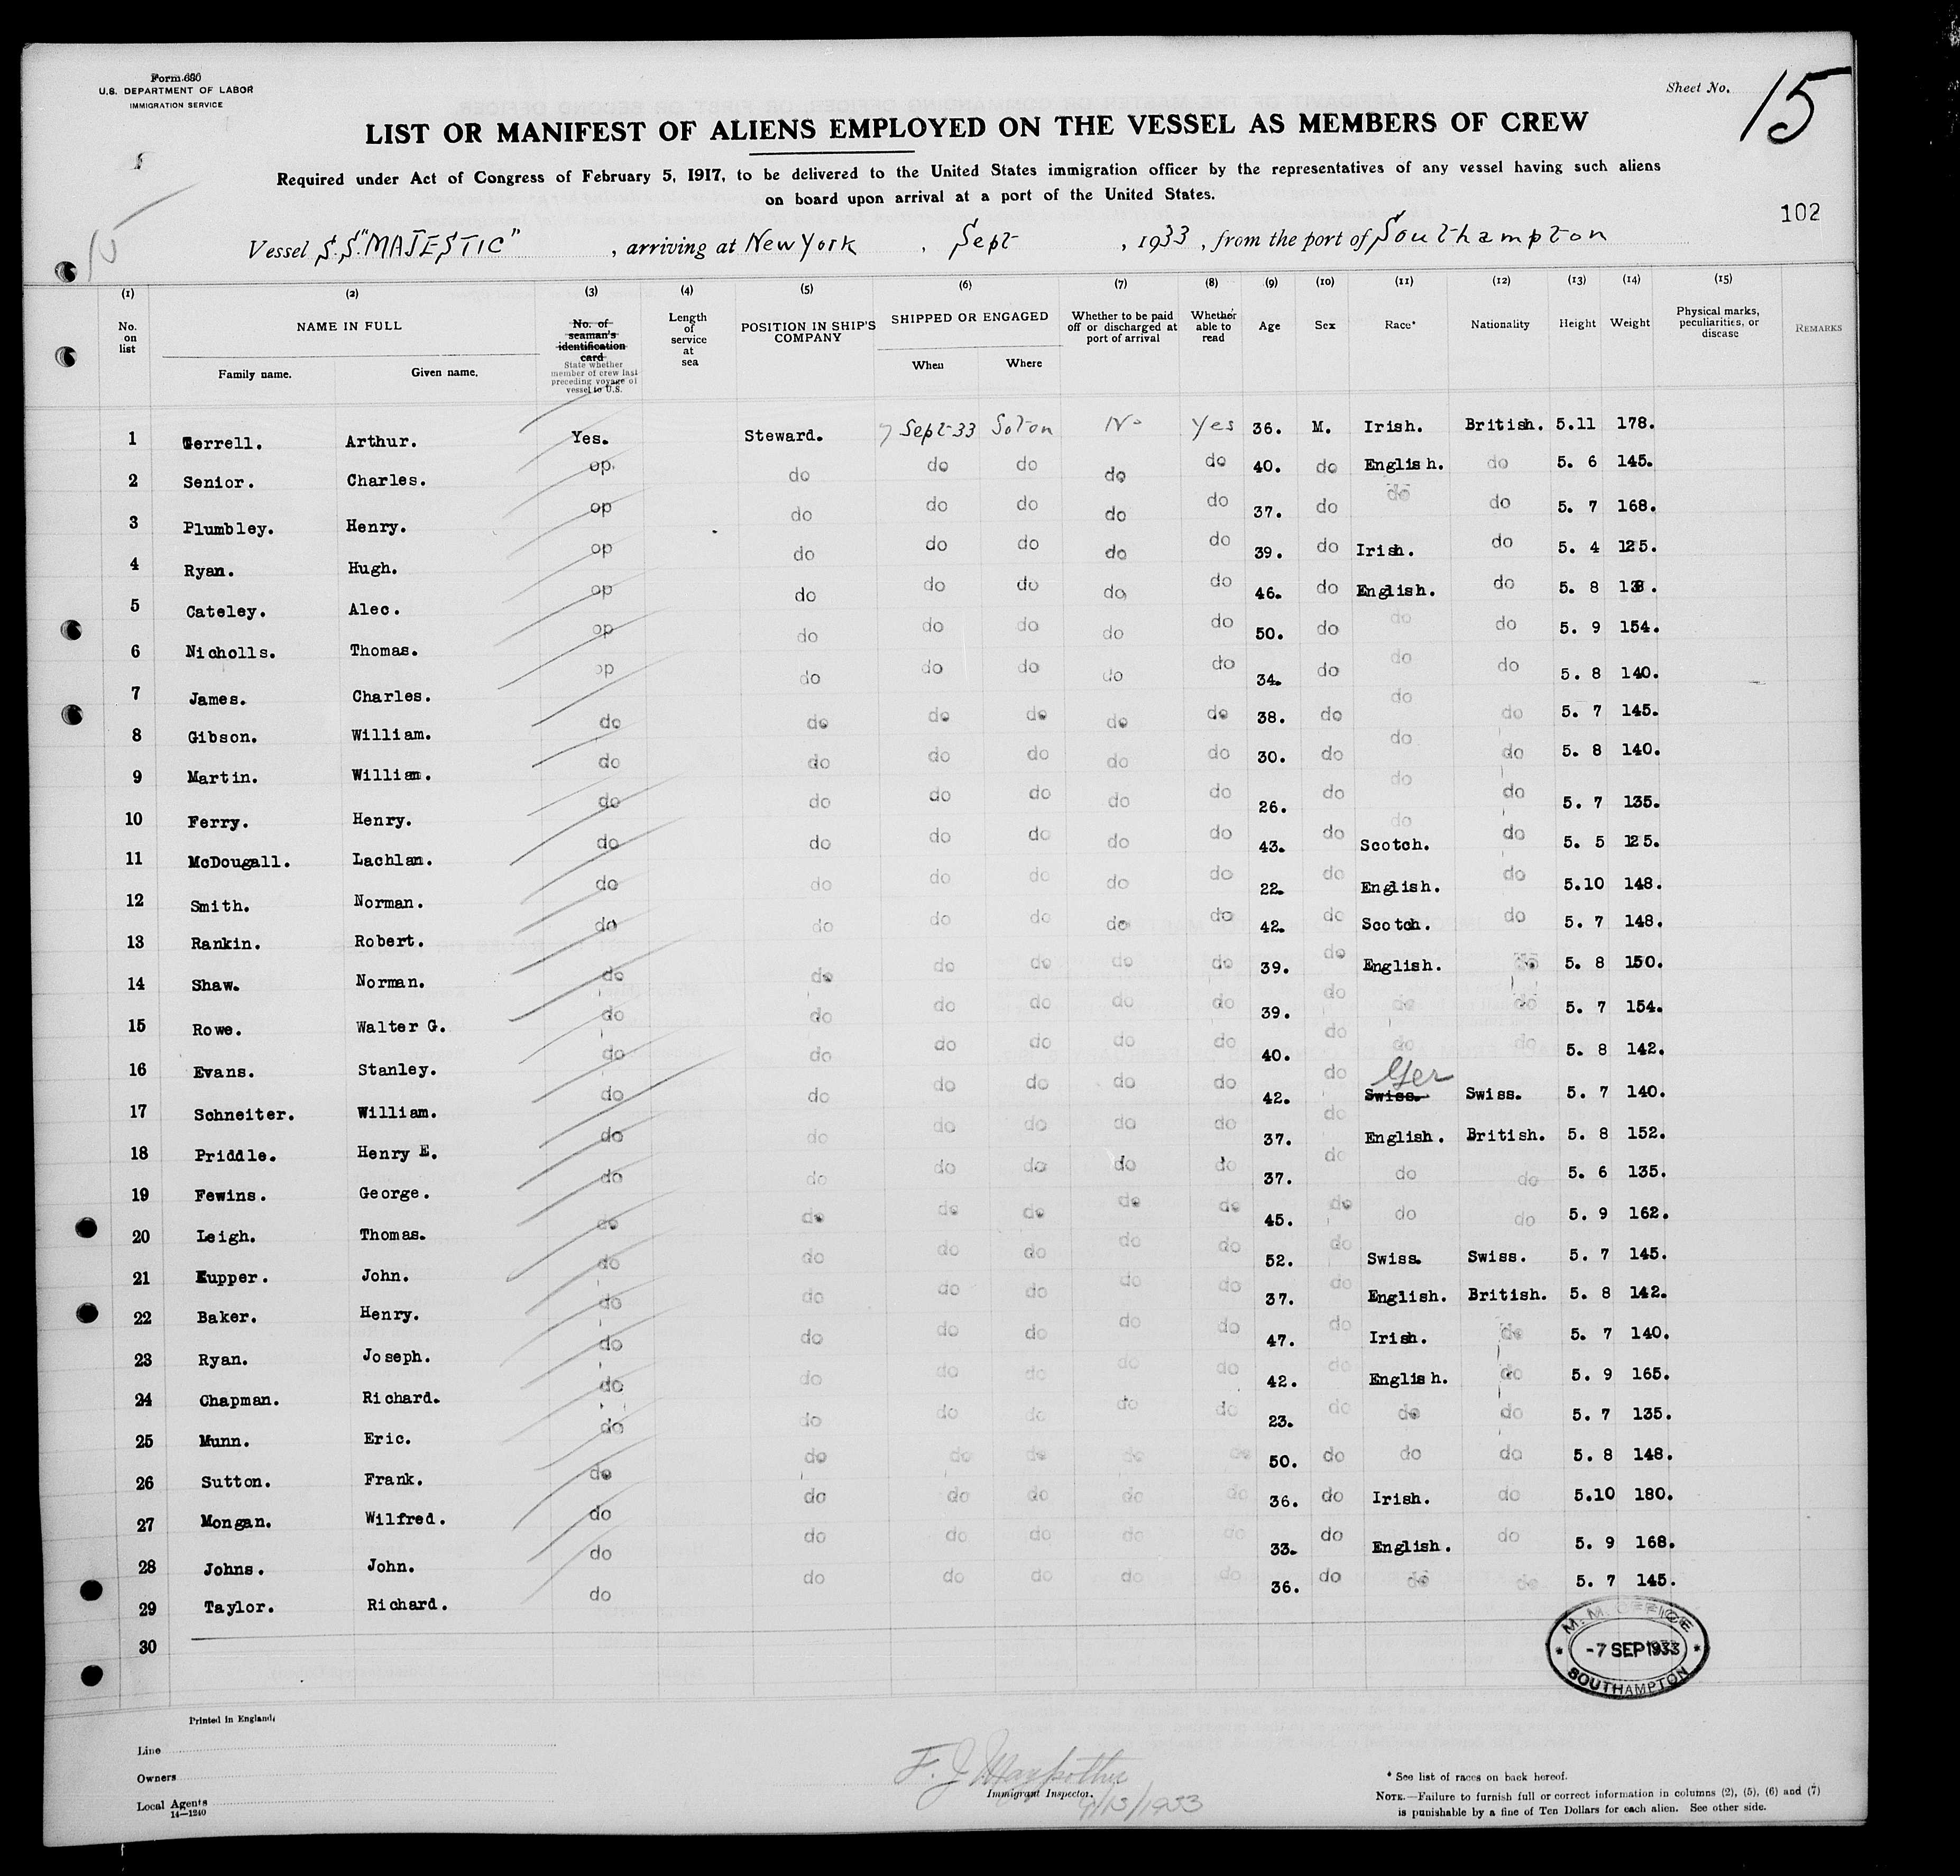 Form 680
U.S. DEPARTMENT OF LABOR
IMMIGRATION SERVICE
Sheet No. 15
LIST OR MANIFEST OF ALIENS EMPLOYED ON THE VESSEL AS MEMBERS OF CREW
Required under Act of Congress of February 5, 1917, to be delivered to the United States immigration officer by the representatives of any vessel having such aliens
on board upon arrival at a port of the United States.
102
15
Vessel S.S. "MAJESTIC", arriving at New York, Sept, 1933, from the port of Southampton
(1) (2) (3) (4) (5) (6) (7) (8) (9) (10) (11) (12) (13) (14) (15)
No. on list NAME IN FULL Family name. Given name. No. of seaman's identification card State whether member of crew last preceding voyage of vessel to U.S. Length of service at sea POSITION IN SHIP'S COMPANY SHIPPED OR ENGAGED When Where Whether to be paid off or discharged at port of arrival Whether able to read Age Sex Race* Nationality Height Weight Physical marks, peculiarities, or disease REMARKS
1 Gerrell. Arthur. Yes. Steward. 7 Sept-33 Soton No Yes 36. M. Irish. British. 5.11 178.
2 Senior. Charles. op. do do do do do 40. do English. do 5. 6 145.
3 Plumbley. Henry. op do do do do do 37. do do do 5. 7 168.
4 Ryan. Hugh. op do do do do do 39. do Irish. do 5. 4 125.
5 Cateley. Alec. op do do do do do 46. do English. do 5. 8 138.
6 Nicholls. Thomas. op do do do do do 50. do do do 5. 9 154.
7 James. Charles. op do do do do do 34. do do do 5. 8 140.
8 Gibson. William. do do do do do do 38. do do do 5. 7 145.
9 Martin. William. do do do do do do 30. do do do 5. 8 140.
10 Ferry. Henry. do do do do do do 26. do do do 5. 7 135.
11 McDougall. Lachlan. do do do do do do 43. do do Scotch. do 5. 5 125.
12 Smith. Norman. do do do do do do 22. do English. do 5.10 148.
13 Rankin. Robert. do do do do do do 42. do Scotch. do 5. 7 148.
14 Shaw. Norman. do do do do do do 39. do English. do 5. 8 150.
15 Rowe. Walter G. do do do do do do 39. do do do 5. 7 154.
16 Evans. Stanley. do do do do do do 40. do do do 5. 8 142.
17 Schneiter. William. do do do do do do 42. do Swiss. Ger Swiss. 5. 7 140.
18 Priddle. Henry E. do do do do do do 37. do English. British. 5. 8 152.
19 Fewins. George. do do do do do do 37. do do do 5. 6 135.
20 Leigh. Thomas. do do do do do do 45. do do do 5. 9 162.
21 Kupper. John. do do do do do do 52. do Swiss. Swiss. 5. 7 145.
22 Baker. Henry. do do do do do do 37. do English. British. 5. 8 142.
23 Ryan. Joseph. do do do do do do 47. do Irish. do 5. 7 140.
24 Chapman. Richard. do do do do do do 42. do English. do 5. 9 165.
25 Munn. Eric. do do do do do do 23. do do do 5. 7 135.
26 Sutton. Frank. do do do do do do 50. do do do 5. 8 148.
27 Mongan. Wilfred. do do do do do do 36. do Irish. do 5.10 180.
28 Johns. John. do do do do do do 33. do English. do 5. 9 168.
29 Taylor. Richard. do do do do do do 36. do do do 5. 7 145.
30
M. M. OFFICE
-7 SEP 1933
SOUTHAMPTON
Printed in England.
Line
Owners
Local Agents
14—1240
F. J.
Immigrant Inspector.
9/13/1933
* See list of races on back hereof.
NOTE.—Failure to furnish full or correct information in columns (2), (5), (6) and (7)
is punishable by a fine of Ten Dollars for each alien. See other side.